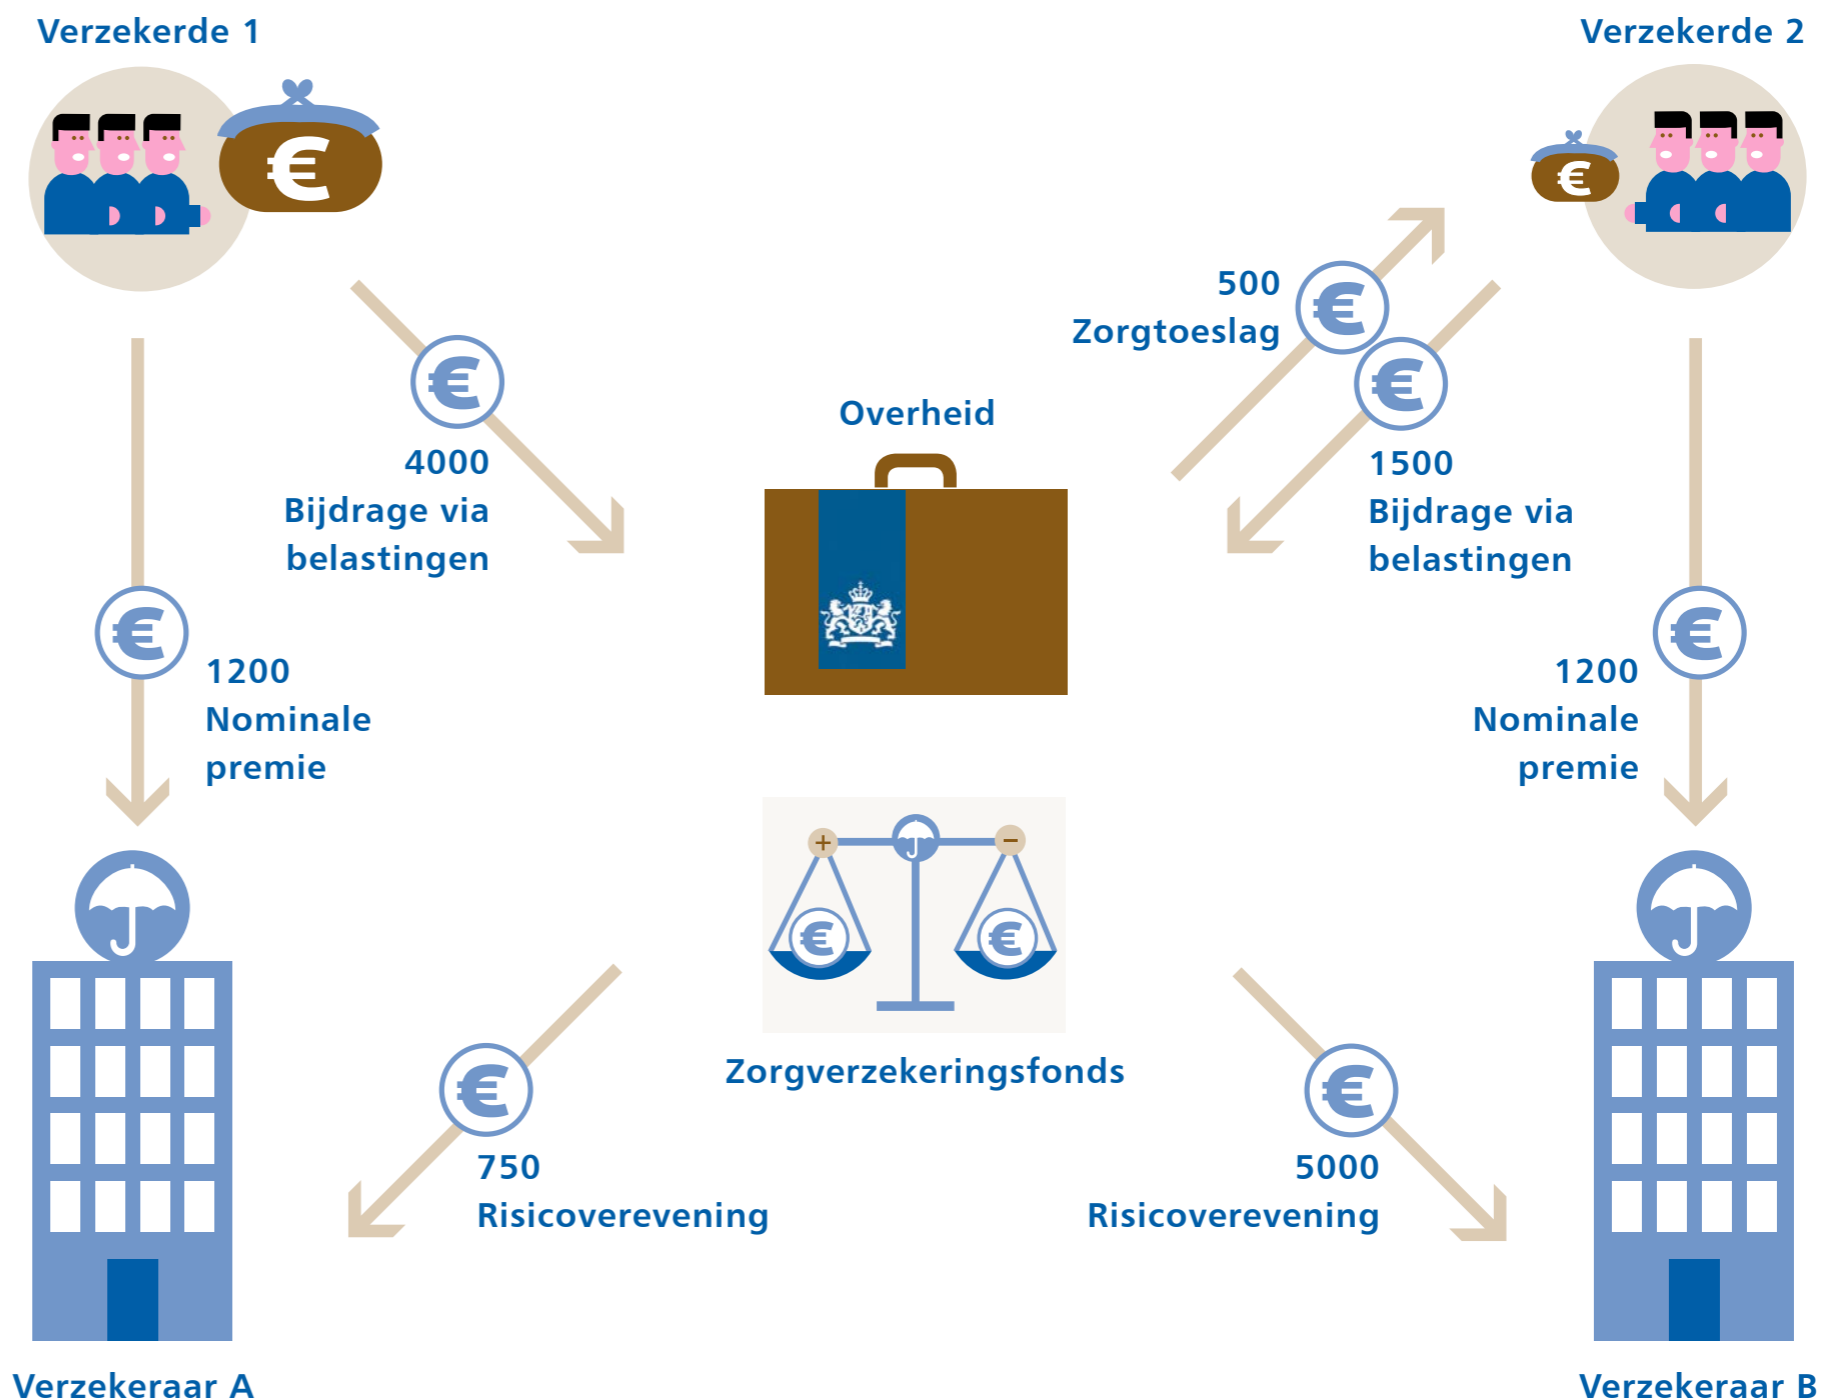 Verzekerde 1
Verzekerde 2
500
Zorgtoeslag
Overheid
4000
Bijdrage via
belastingen
1500
Bijdrage via
belastingen
1200
Nominale
premie
1200
Nominale
premie
Zorgverzekeringsfonds
750
Risicoverevening
5000
Risicoverevening
Verzekeraar A
Verzekeraar B